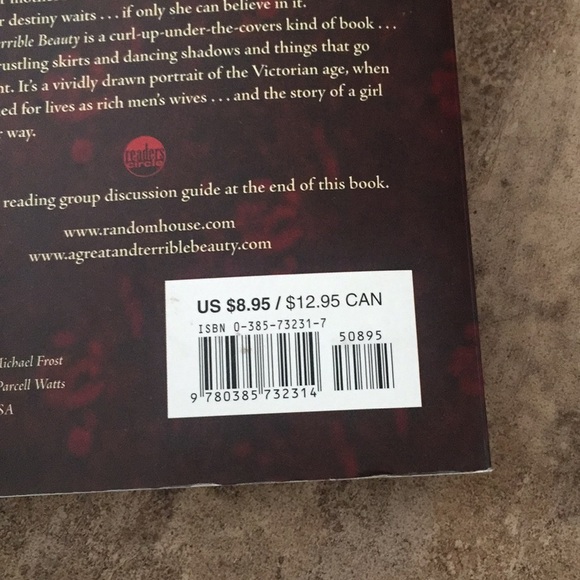 r destiny waits ... if only she can believe in it.
rrible Beauty is a curl-up-under-the-covers kind of book ...
rustling skirts and dancing shadows and things that go
nt. It's a vividly drawn portrait of the Victorian age, when
ed for lives as rich men's wives ... and the story of a girl
r way.
readers
circle
reading group discussion guide at the end of this book.
www.randomhouse.com
www.agreatandterriblebeauty.com
US $8.95 / $12.95 CAN
ISBN 0-385-73231-7
50895
9 780385 732314
Michael Frost
Parcell Watts
SA